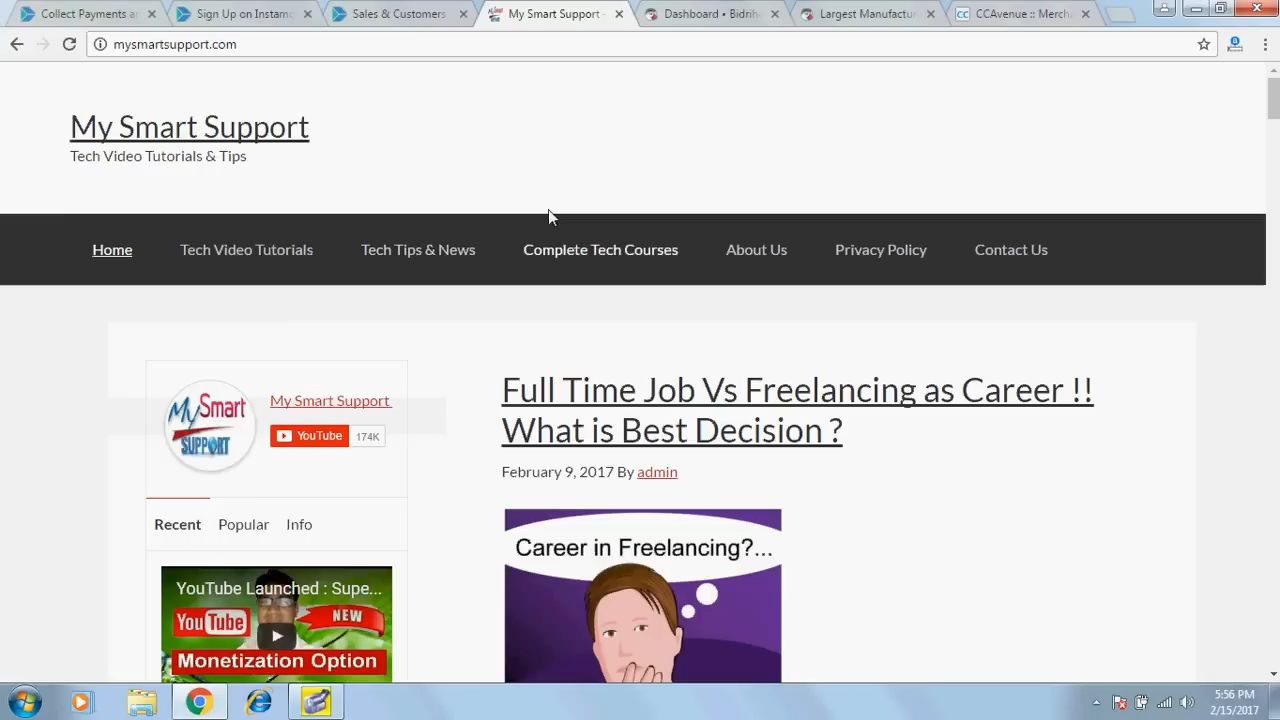 Collect Payments a
Sign Up on Instamo
Sales & Customers
My Smart Support -
Dashboard • Bidrih
Largest Manufactur
CCAvenue :: Merch
mysmartsupport.com
My Smart Support
Tech Video Tutorials & Tips
Home
Tech Video Tutorials
Tech Tips & News
Complete Tech Courses
About Us
Privacy Policy
Contact Us
My Smart SUPPORT
My Smart Support
YouTube 174K
Recent Popular Info
YouTube Launched : Supe...
YouTube NEW
Monetization Option
Full Time Job Vs Freelancing as Career !!
What is Best Decision ?
February 9, 2017 By admin
Career in Freelancing?...
5:56 PM
2/15/2017